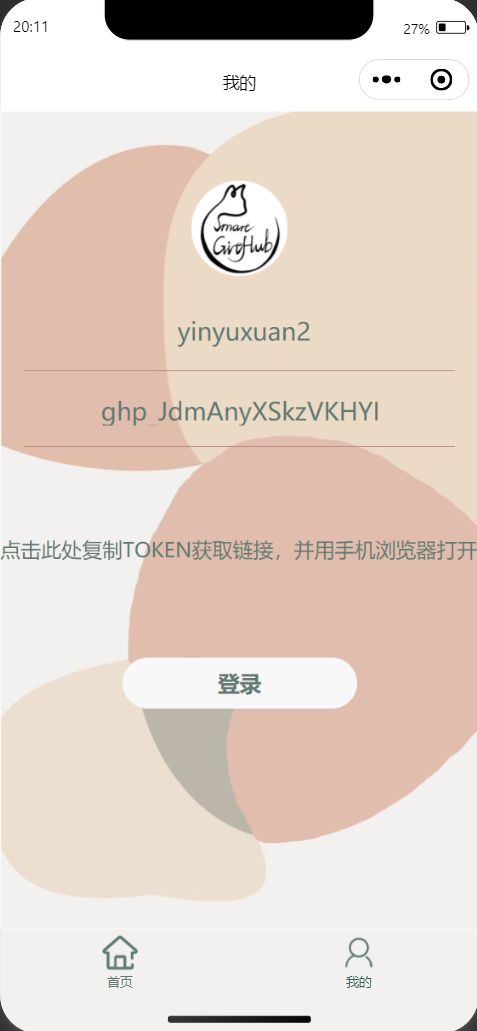 20:11
27%
我的
Smart
GitHub
yinyuxuan2
ghp_JdmAnyXSkzVKHYI
点击此处复制TOKEN获取链接，并用手机浏览器打开
登录
首页
我的